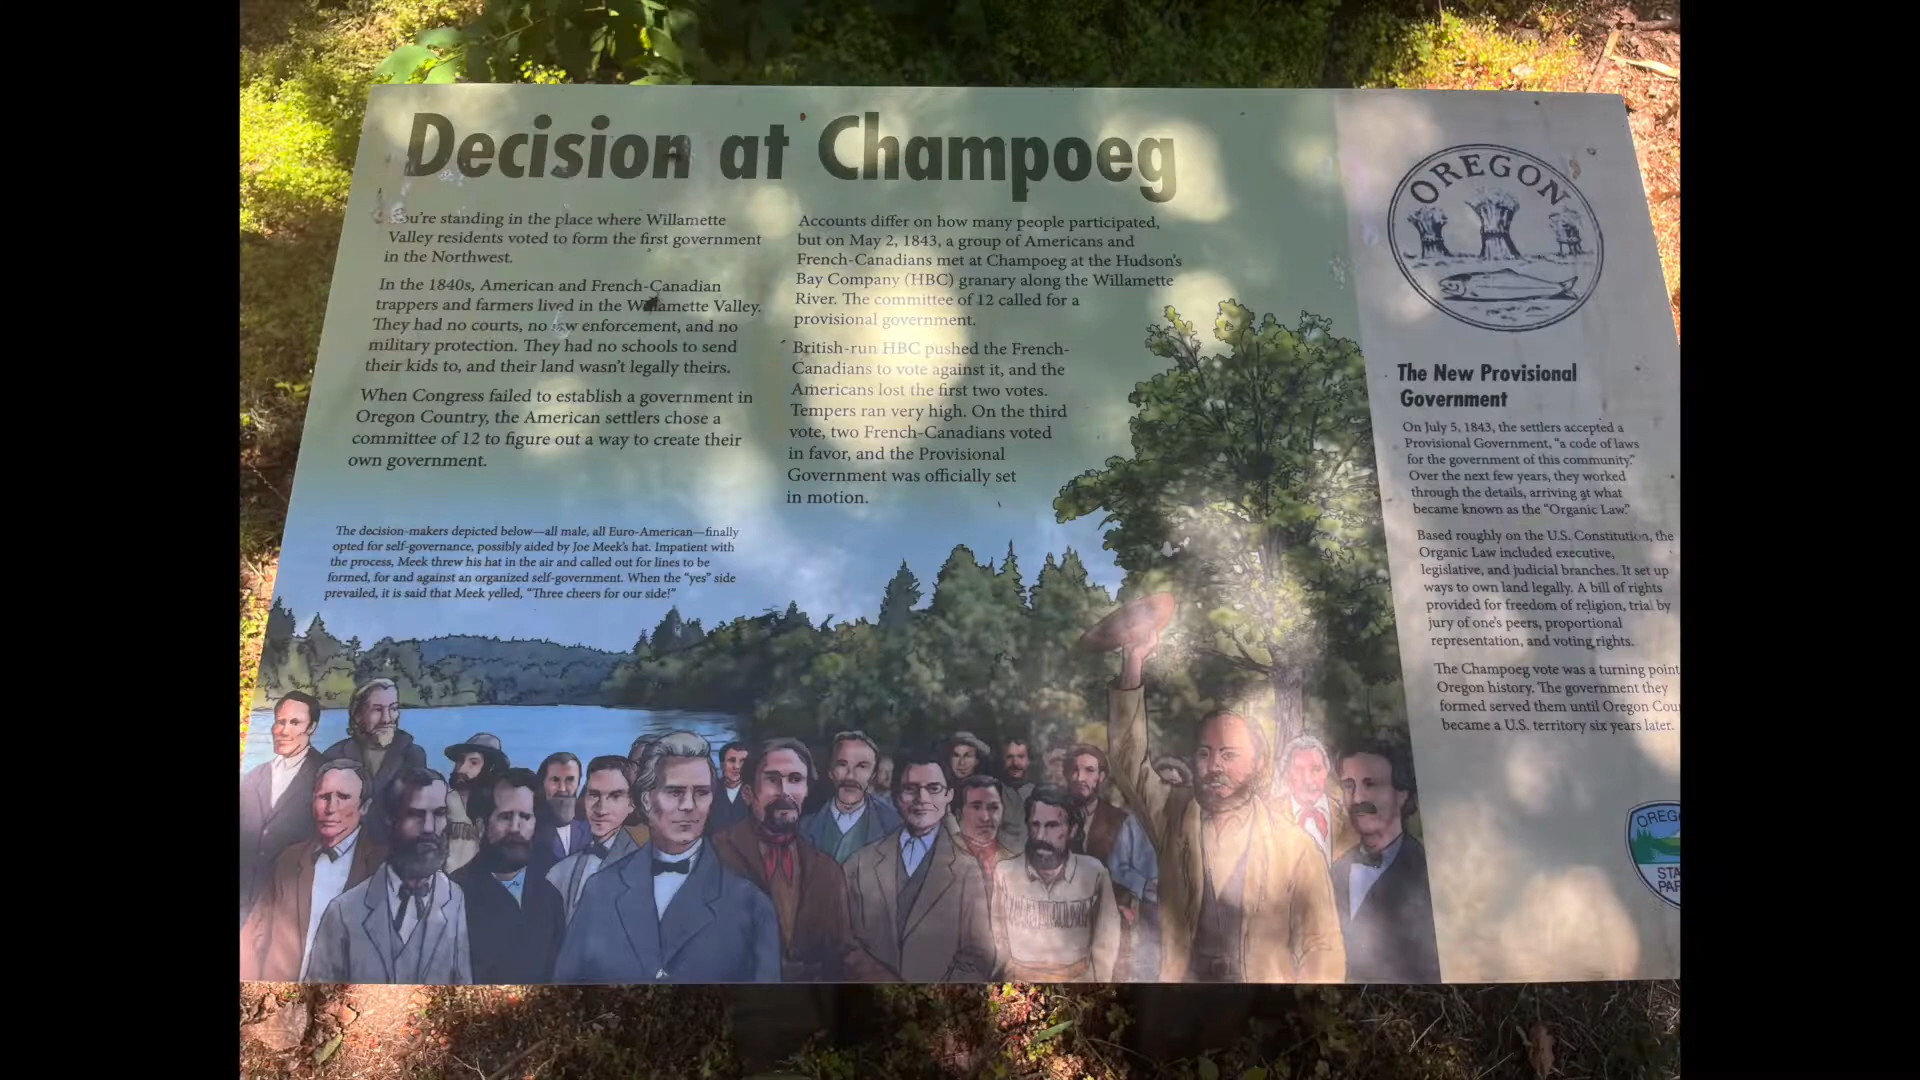 Decision at Champoeg
You're standing in the place where Willamette
Valley residents voted to form the first government
in the Northwest.
In the 1840s, American and French-Canadian
trappers and farmers lived in the Willamette Valley.
They had no courts, no law enforcement, and no
military protection. They had no schools to send
their kids to, and their land wasn't legally theirs.
When Congress failed to establish a government in
Oregon Country, the American settlers chose a
committee of 12 to figure out a way to create their
own government.
The decision-makers depicted below—all male, all Euro-American—finally
opted for self-governance, possibly aided by Joe Meek's hat. Impatient with
the process, Meek threw his hat in the air and called out for lines to be
formed, for and against an organized self-government. When the "yes" side
prevailed, it is said that Meek yelled, "Three cheers for our side!"
Accounts differ on how many people participated,
but on May 2, 1843, a group of Americans and
French-Canadians met at Champoeg at the Hudson's
Bay Company (HBC) granary along the Willamette
River. The committee of 12 called for a
provisional government.
British-run HBC pushed the French-
Canadians to vote against it, and the
Americans lost the first two votes.
Tempers ran very high. On the third
vote, two French-Canadians voted
in favor, and the Provisional
Government was officially set
in motion.
OREGON
The New Provisional
Government
On July 5, 1843, the settlers accepted a
Provisional Government, "a code of laws
for the government of this community."
Over the next few years, they worked
through the details, arriving at what
became known as the "Organic Law."
Based roughly on the U.S. Constitution, the
Organic Law included executive,
legislative, and judicial branches. It set up
ways to own land legally. A bill of rights
provided for freedom of religion, trial by
jury of one's peers, proportional
representation, and voting rights.
The Champoeg vote was a turning point
Oregon history. The government they
formed served them until Oregon Cou
became a U.S. territory six years later.
OREG
STA
PAR